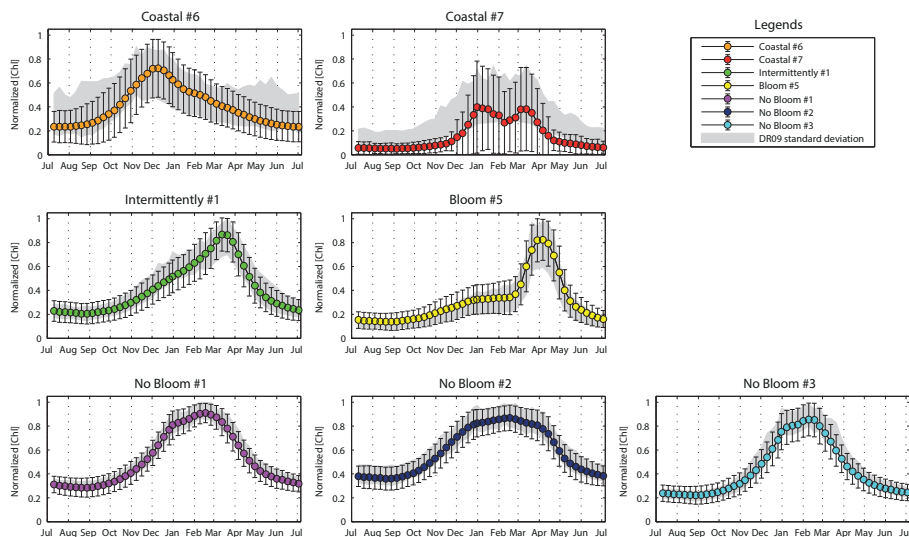 Coastal #6
Normalized [Chl]
1
0.8
0.6
0.4
0.2
0
Jul Aug Sep Oct Nov Dec Jan Feb Mar Apr May Jun Jul
Coastal #7
Normalized [Chl]
1
0.8
0.6
0.4
0.2
0
Jul Aug Sep Oct Nov Dec Jan Feb Mar Apr May Jun Jul
Legends
Coastal #6
Coastal #7
Intermittently #1
Bloom #5
No Bloom #1
No Bloom #2
No Bloom #3
DR09 standard deviation
Intermittently #1
Normalized [Chl]
1
0.8
0.6
0.4
0.2
0
Jul Aug Sep Oct Nov Dec Jan Feb Mar Apr May Jun Jul
Bloom #5
Normalized [Chl]
1
0.8
0.6
0.4
0.2
0
Jul Aug Sep Oct Nov Dec Jan Feb Mar Apr May Jun Jul
No Bloom #1
Normalized [Chl]
1
0.8
0.6
0.4
0.2
0
Jul Aug Sep Oct Nov Dec Jan Feb Mar Apr May Jun Jul
No Bloom #2
Normalized [Chl]
1
0.8
0.6
0.4
0.2
0
Jul Aug Sep Oct Nov Dec Jan Feb Mar Apr May Jun Jul
No Bloom #3
Normalized [Chl]
1
0.8
0.6
0.4
0.2
0
Jul Aug Sep Oct Nov Dec Jan Feb Mar Apr May Jun Jul